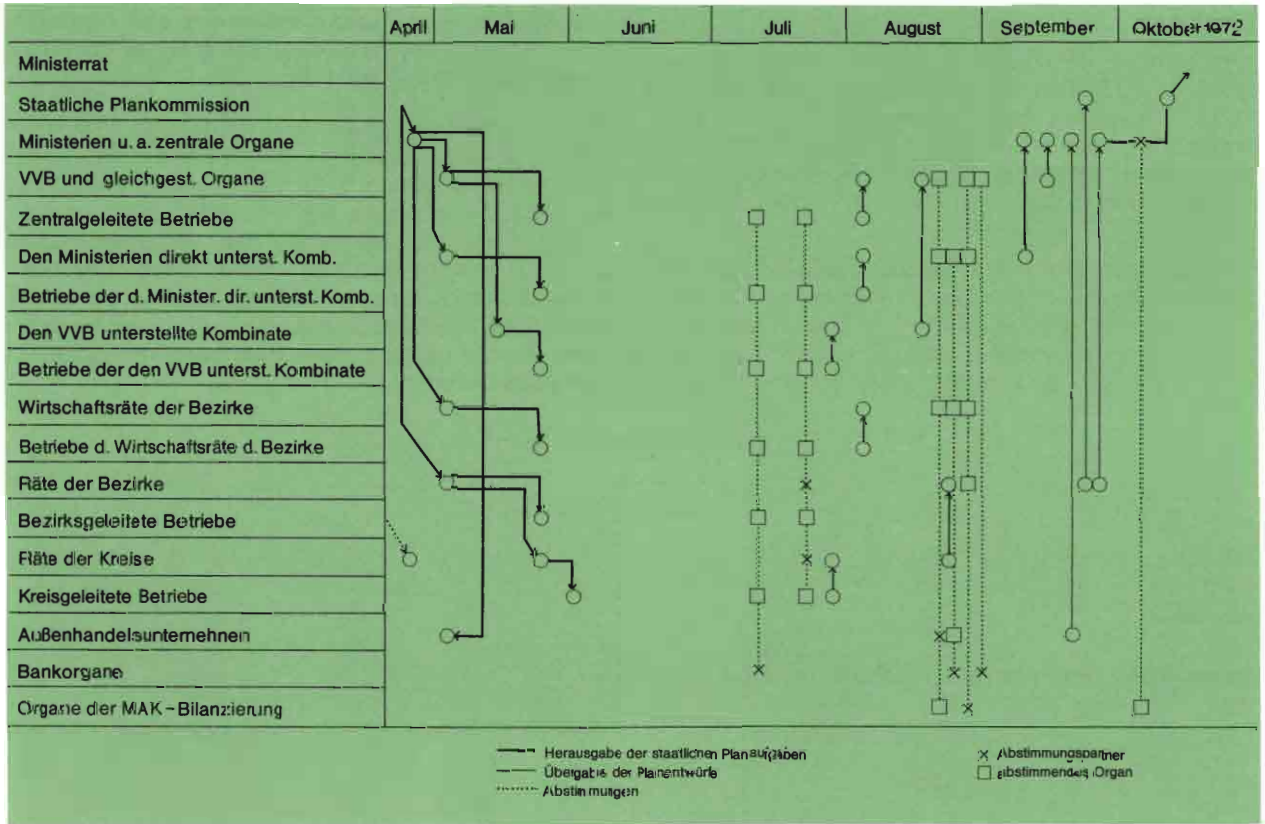 April Mai Juni Juli August September Oktober 1972
Ministerrat
Staatliche Plankommission
Ministerien u. a. zentrale Organe
VVB und gleichgest. Organe
Zentralgeleitete Betriebe
Den Ministerien direkt unterst. Komb.
Betriebe der d. Minister. dir. unterst. Komb.
Den VVB unterstellte Kombinate
Betriebe der den VVB unterst. Kombinate
Wirtschaftsräte der Bezirke
Betriebe d. Wirtschaftsräte d. Bezirke
Räte der Bezirke
Bezirksgeleitete Betriebe
Räte der Kreise
Kreisgeleitete Betriebe
Außenhandelsunternehnen
Bankorgane
Organe der MAK-Bilanzierung
Herausgabe der staatlichen Planaufgaben
Übergabe der Planentwürfe
Abstimmungen
Abstimmungspartner
abstimmendes Organ